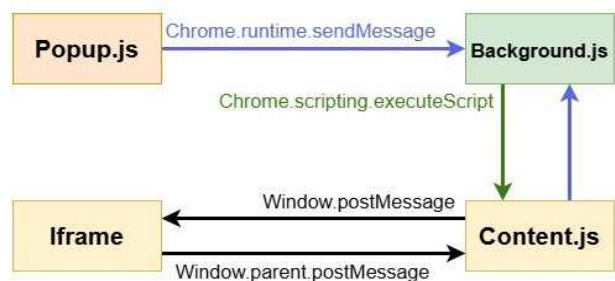 Chrome.runtime.sendMessage
Popup.js
Background.js
Chrome.scripting.executeScript
Window.postMessage
Iframe
Content.js
Window.parent.postMessage